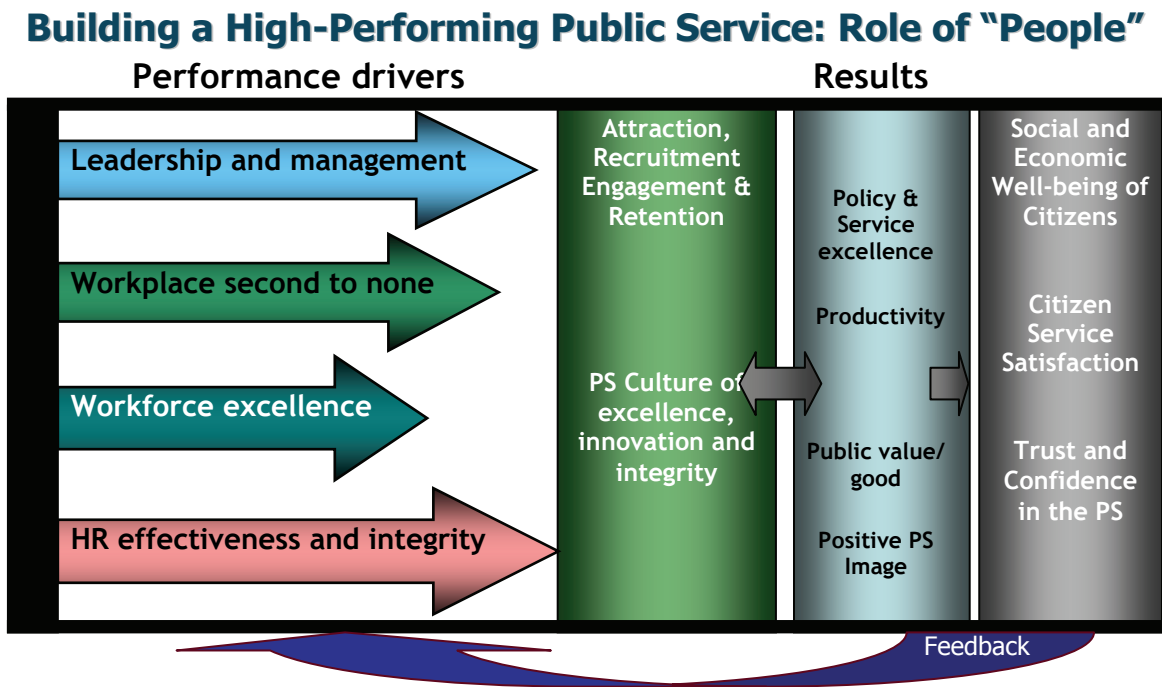 Building a High-Performing Public Service: Role of “People”
Performance drivers
Results
Leadership and management
Workplace second to none
Workforce excellence
HR effectiveness and integrity
Attraction,
Recruitment
Engagement &
Retention
PS Culture of
excellence,
innovation and
integrity
Policy &
Service
excellence
Productivity
Public value/
good
Positive PS
Image
Social and
Economic
Well-being of
Citizens
Citizen
Service
Satisfaction
Trust and
Confidence
in the PS
Feedback